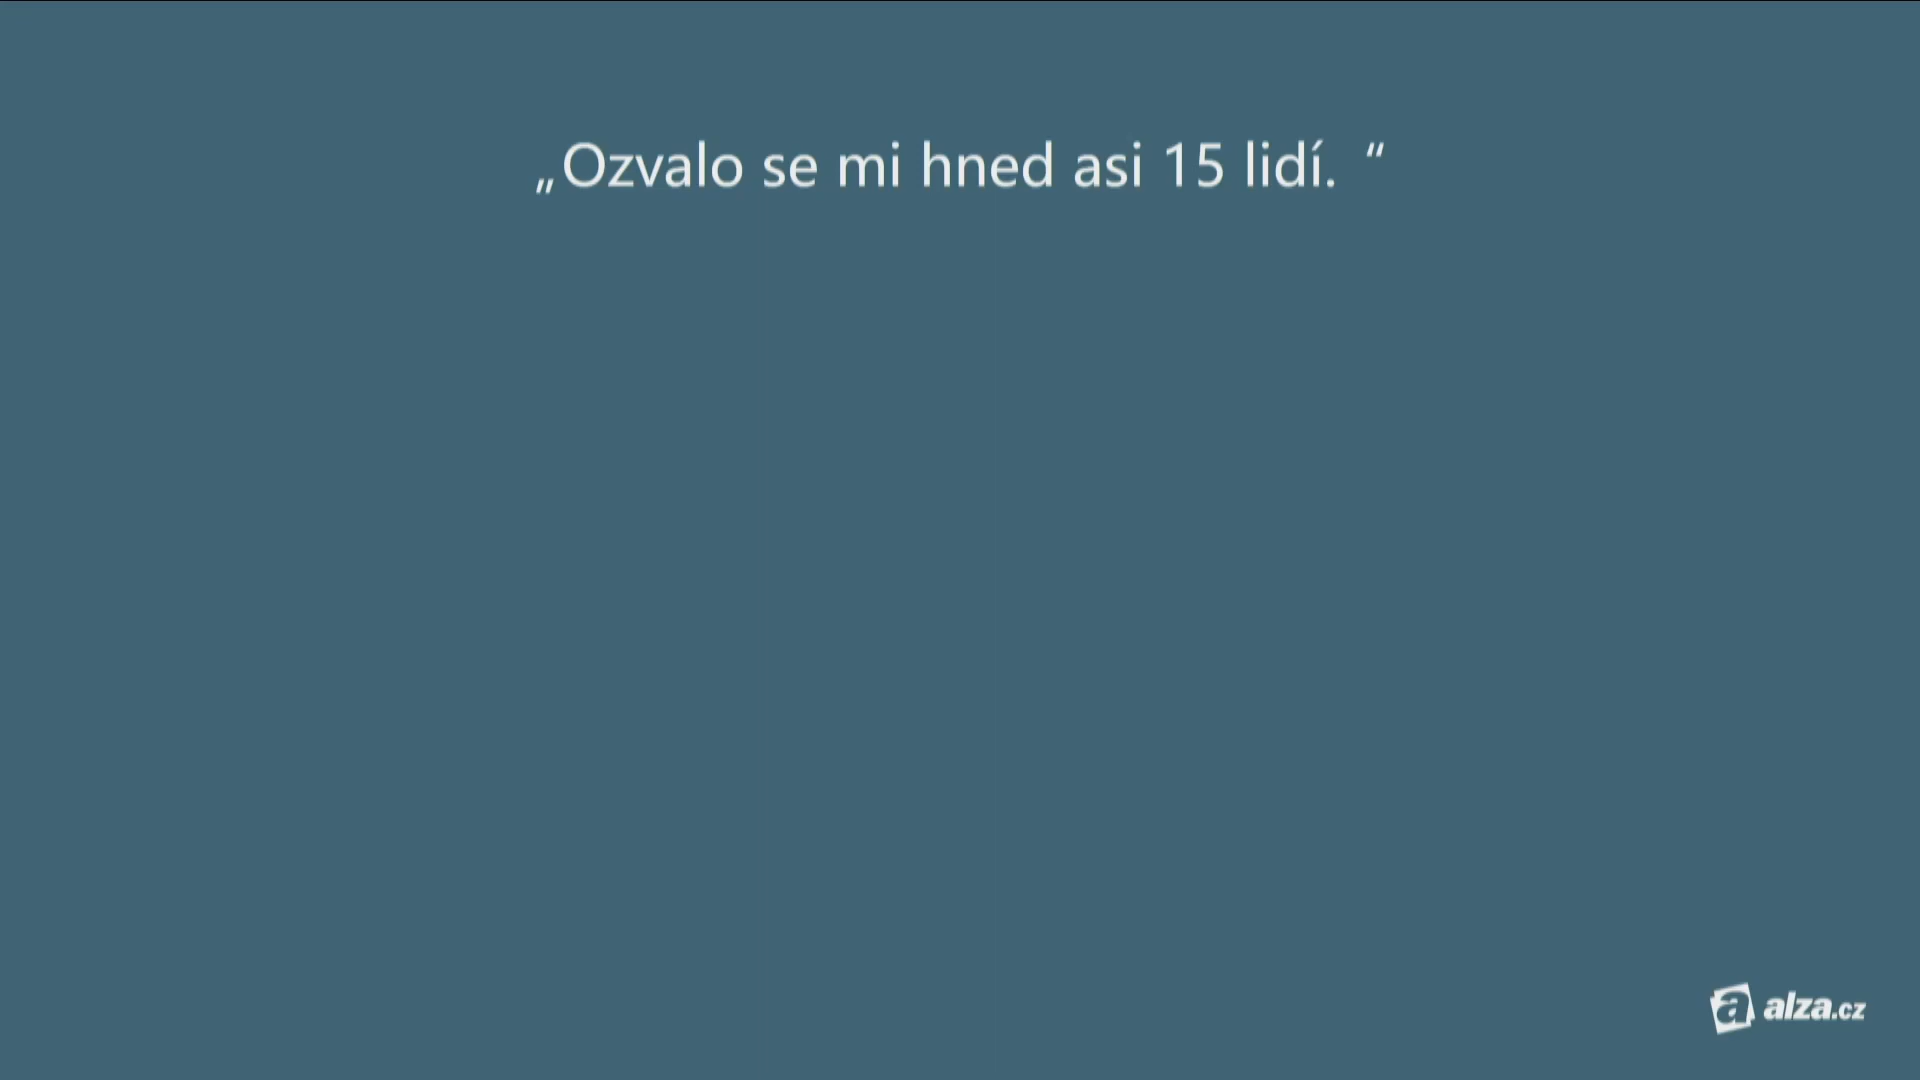 „Ozvalo se mi hned asi 15 lidí. “
a alza.cz